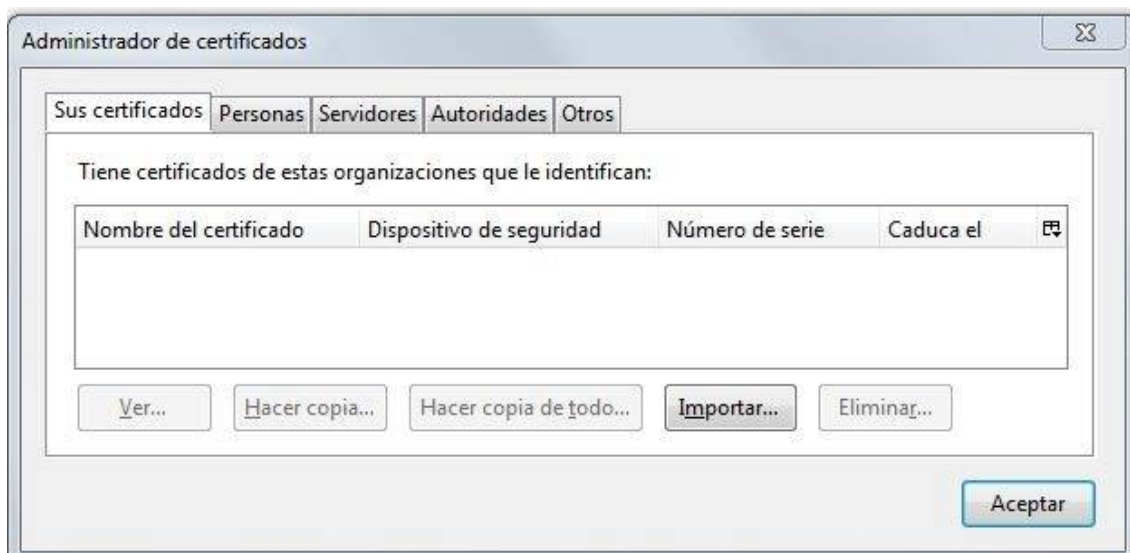 Administrador de certificados
Sus certificados Personas Servidores Autoridades Otros
Tiene certificados de estas organizaciones que le identifican:
Nombre del certificado Dispositivo de seguridad Número de serie Caduca el
Ver... Hacer copia... Hacer copia de todo... Importar... Eliminar...
Aceptar